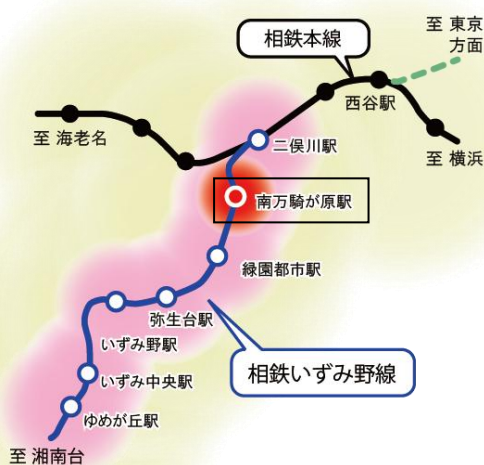 至 東京
方面
相鉄本線
西谷駅
至 海老名
二俣川駅
至 横浜
南万騎が原駅
緑園都市駅
弥生台駅
いずみ野駅
相鉄いずみ野線
いずみ中央駅
ゆめが丘駅
至 湘南台